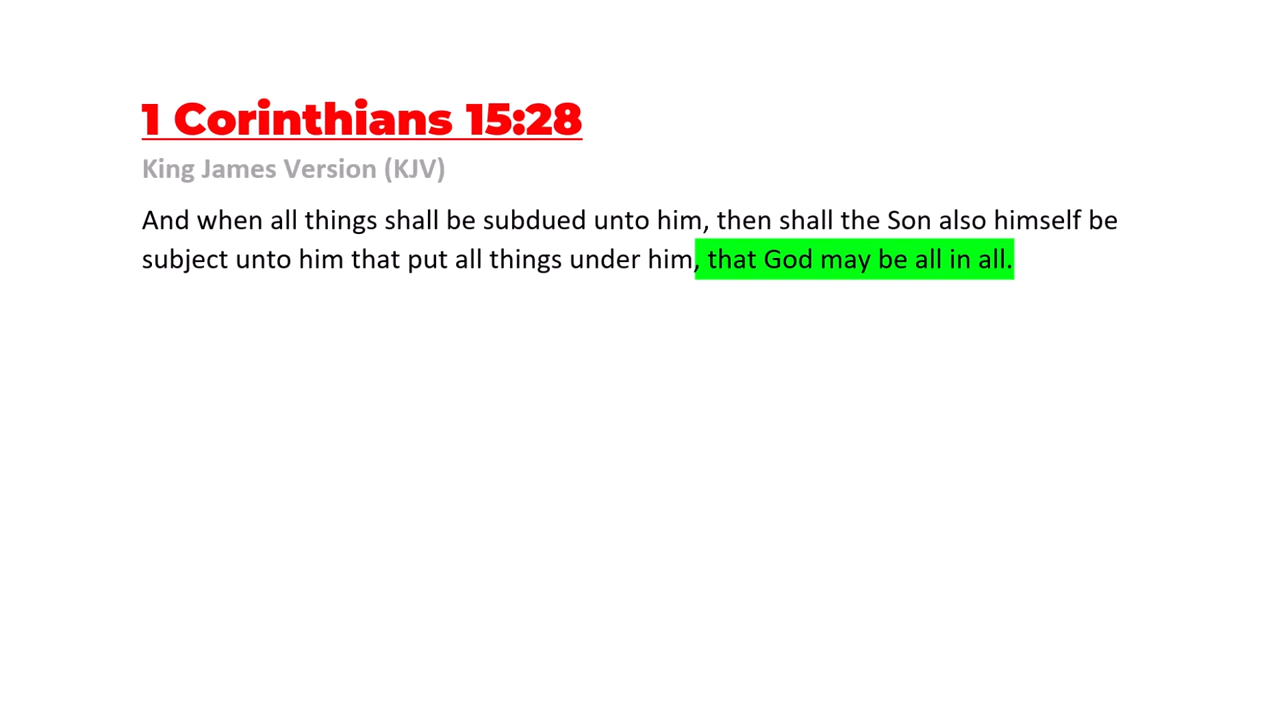 1 Corinthians 15:28
King James Version (KJV)
And when all things shall be subdued unto him, then shall the Son also himself be
subject unto him that put all things under him, that God may be all in all.